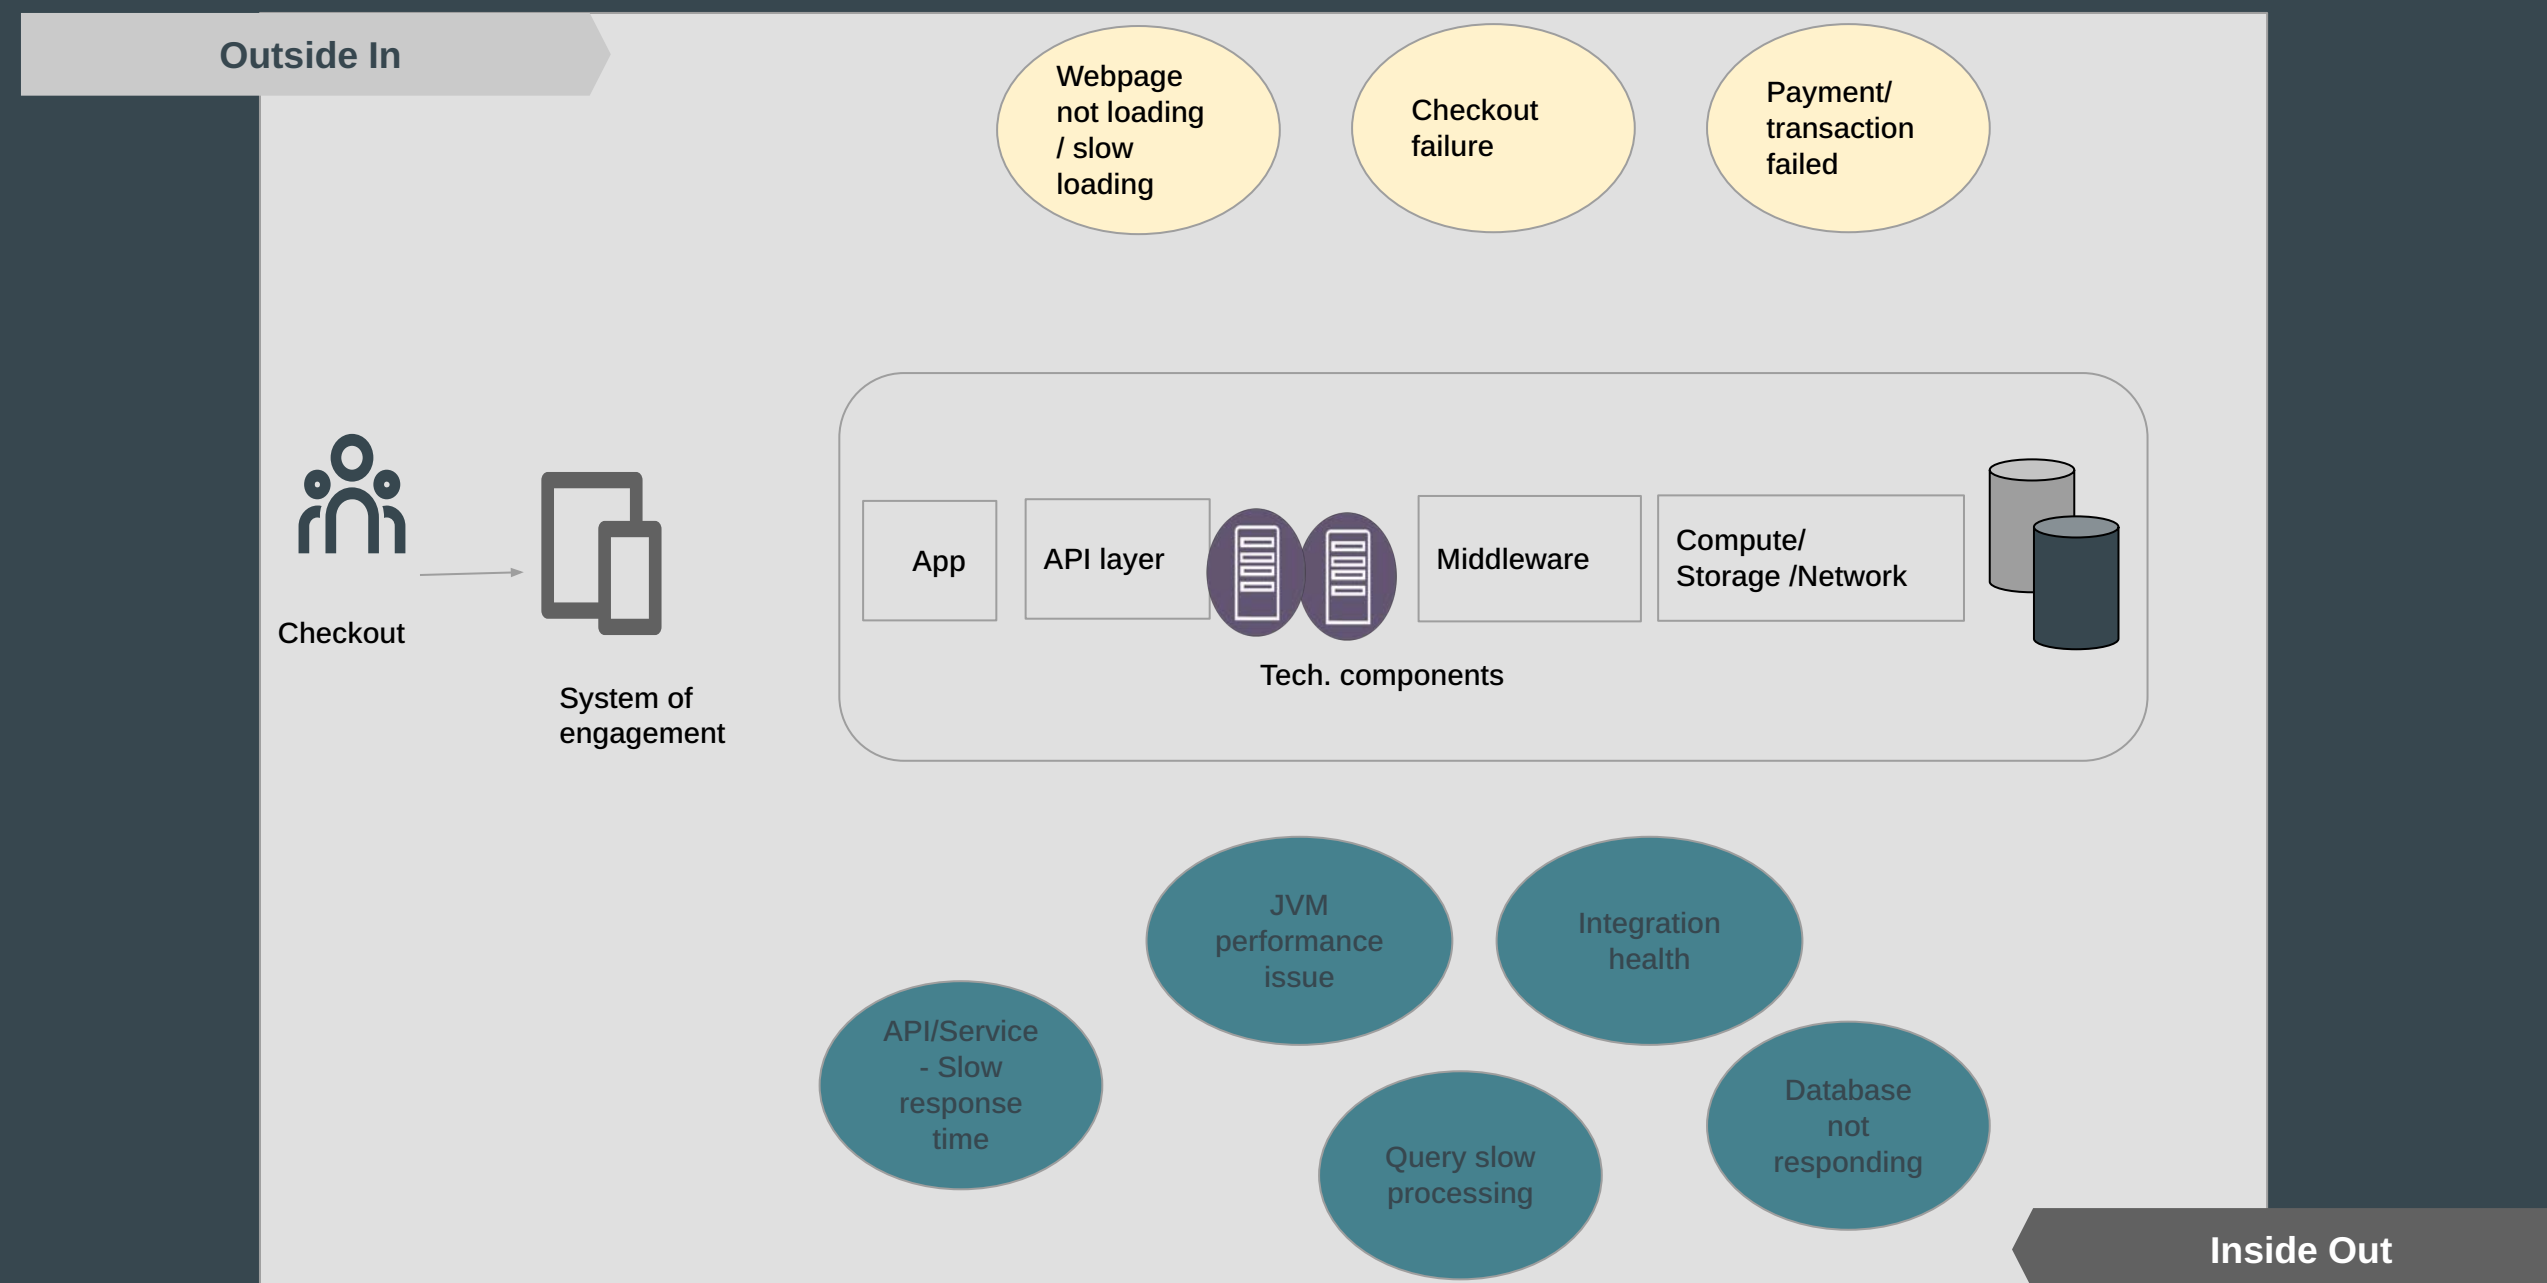 Outside In
Webpage
not loading
/ slow
loading
Checkout
failure
Payment/
transaction
failed
App
API layer
Middleware
Compute/
Storage /Network
Tech. components
Checkout
System of
engagement
JVM
performance
issue
Integration
health
API/Service
- Slow
response
time
Query slow
processing
Database
not
responding
Inside Out